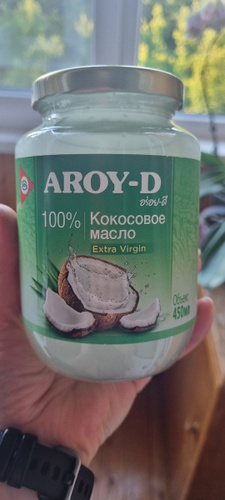 AROY-D
อร่อย-ดี
100% Кокосовое
масло
Extra Virgin
Объем:
450мл